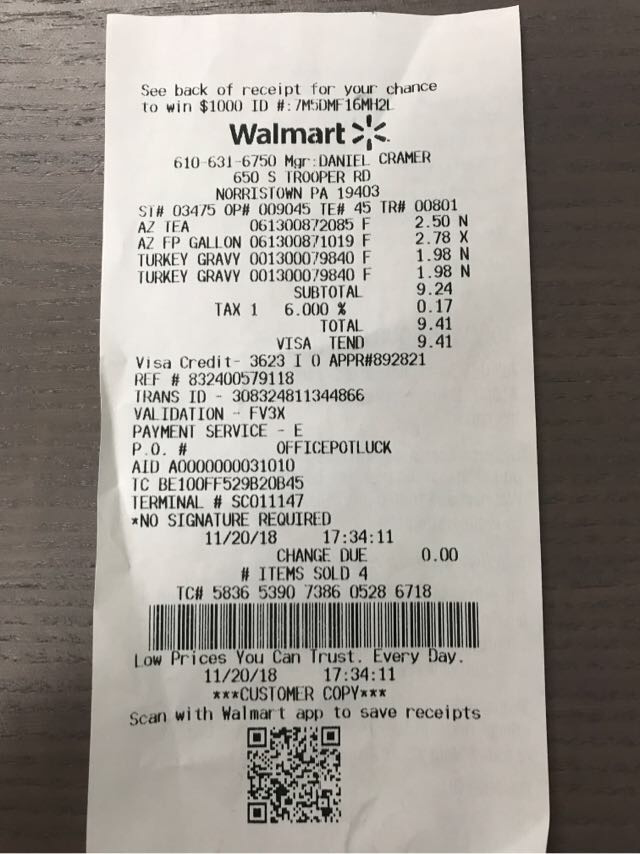 See back of receipt for your chance
to win $1000 ID #:7M5DMF16MH2L
Walmart
610-631-6750 Mgr:DANIEL CRAMER
650 S TROOPER RD
NORRISTOWN PA 19403
ST# 03475 OP# 009045 TE# 45 TR# 00801
AZ TEA 061300872085 F 2.50 N
AZ FP GALLON 061300871019 F 2.78 X
TURKEY GRAVY 001300079840 F 1.98 N
TURKEY GRAVY 001300079840 F 1.98 N
SUBTOTAL 9.24
TAX 1 6.000 % 0.17
TOTAL 9.41
VISA TEND 9.41
Visa Credit- 3623 I 0 APPR#892821
REF # 832400579118
TRANS ID - 308324811344866
VALIDATION - FV3X
PAYMENT SERVICE - E
P.O. # OFFICEPOTLUCK
AID A0000000031010
TC BE100FF529B20B45
TERMINAL # SC011147
*NO SIGNATURE REQUIRED
11/20/18 17:34:11
CHANGE DUE 0.00
# ITEMS SOLD 4
TC# 5836 5390 7386 0528 6718
Low Prices You Can Trust. Every Day.
11/20/18 17:34:11
***CUSTOMER COPY***
Scan with Walmart app to save receipts